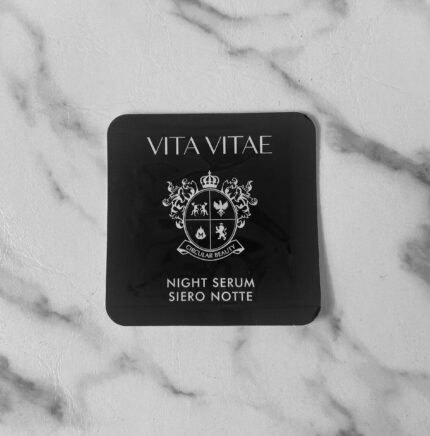 VITA VITAE
CIRCULAR BEAUTY
NIGHT SERUM
SIERO NOTTE